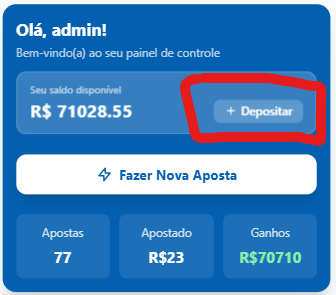 Olá, admin!
Bem-vindo(a) ao seu painel de controle
Seu saldo disponível
R$ 71028.55
+ Depositar
Fazer Nova Aposta
Apostas
77
Apostado
R$23
Ganhos
R$70710